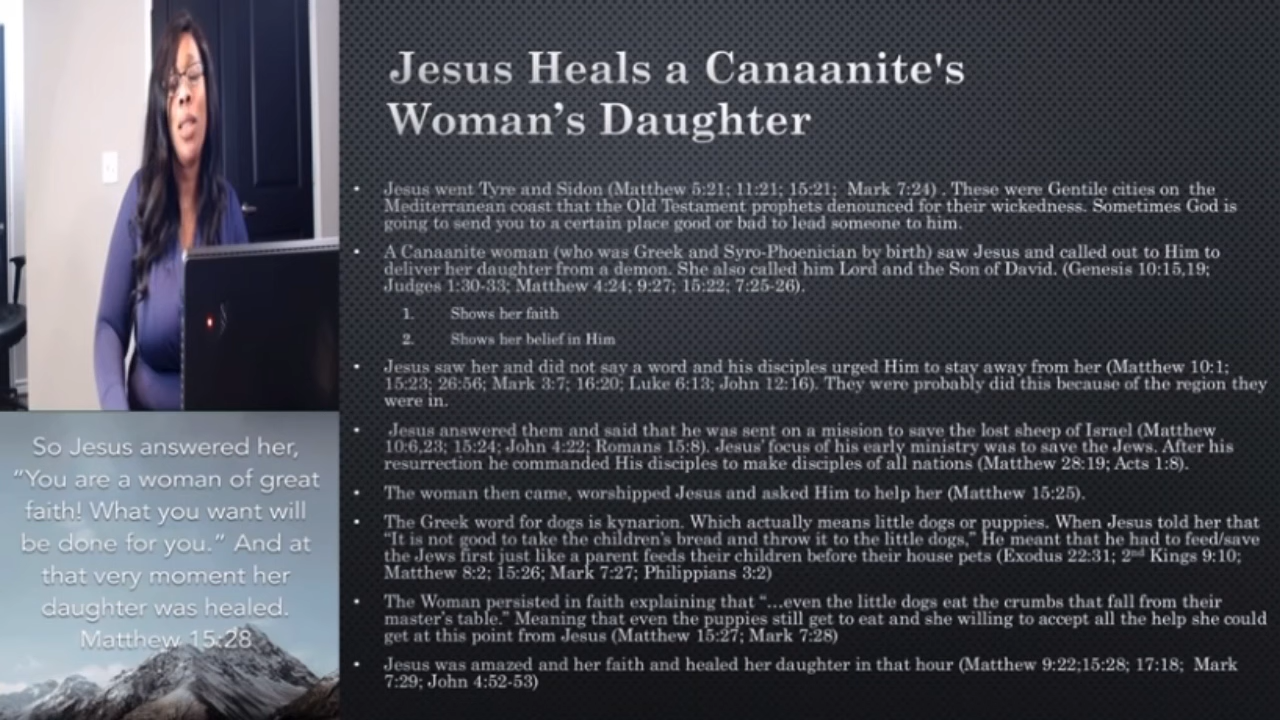 Jesus Heals a Canaanite's
Woman’s Daughter
• Jesus went Tyre and Sidon (Matthew 5:21; 11:21; 15:21; Mark 7:24) . These were Gentile cities on the
Mediterranean coast that the Old Testament prophets denounced for their wickedness. Sometimes God is
going to send you to a certain place good or bad to lead someone to him.
• A Canaanite woman (who was Greek and Syro-Phoenician by birth) saw Jesus and called out to Him to
deliver her daughter from a demon. She also called him Lord and the Son of David. (Genesis 10:15,19;
Judges 1:30-33; Matthew 4:24; 9:27; 15:22; 7:25-26).
1. Shows her faith
2. Shows her belief in Him
• Jesus saw her and did not say a word and his disciples urged Him to stay away from her (Matthew 10:1;
15:23; 26:56; Mark 3:7; 16:20; Luke 6:13; John 12:16). They were probably did this because of the region they
were in.
• Jesus answered them and said that he was sent on a mission to save the lost sheep of Israel (Matthew
10:6,23; 15:24; John 4:22; Romans 15:8). Jesus’ focus of his early ministry was to save the Jews. After his
resurrection he commanded His disciples to make disciples of all nations (Matthew 28:19; Acts 1:8).
• The woman then came, worshipped Jesus and asked Him to help her (Matthew 15:25).
• The Greek word for dogs is kynarion. Which actually means little dogs or puppies. When Jesus told her that
“It is not good to take the children’s bread and throw it to the little dogs,” He meant that he had to feed/save
the Jews first just like a parent feeds their children before their house pets (Exodus 22:31; 2nd Kings 9:10;
Matthew 8:2; 15:26; Mark 7:27; Philippians 3:2)
• The Woman persisted in faith explaining that “…even the little dogs eat the crumbs that fall from their
master’s table.” Meaning that even the puppies still get to eat and she willing to accept all the help she could
get at this point from Jesus (Matthew 15:27; Mark 7:28)
• Jesus was amazed and her faith and healed her daughter in that hour (Matthew 9:22;15:28; 17:18; Mark
7:29; John 4:52-53)
So Jesus answered her,
“You are a woman of great
faith! What you want will
be done for you.” And at
that very moment her
daughter was healed.
Matthew 15:28